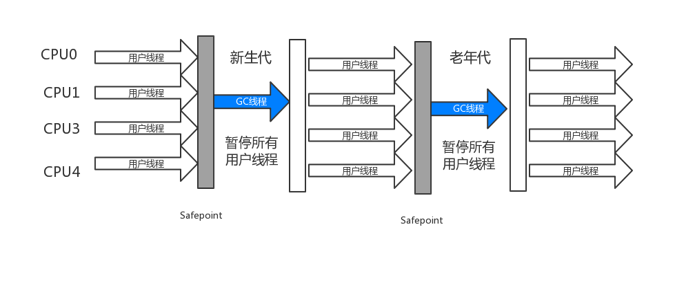 CPU0
用户线程
CPU1
用户线程
CPU3
用户线程
CPU4
用户线程
Safepoint
新生代
GC线程
暂停所有
用户线程
用户线程
用户线程
用户线程
用户线程
Safepoint
老年代
GC线程
暂停所有
用户线程
用户线程
用户线程
用户线程
用户线程